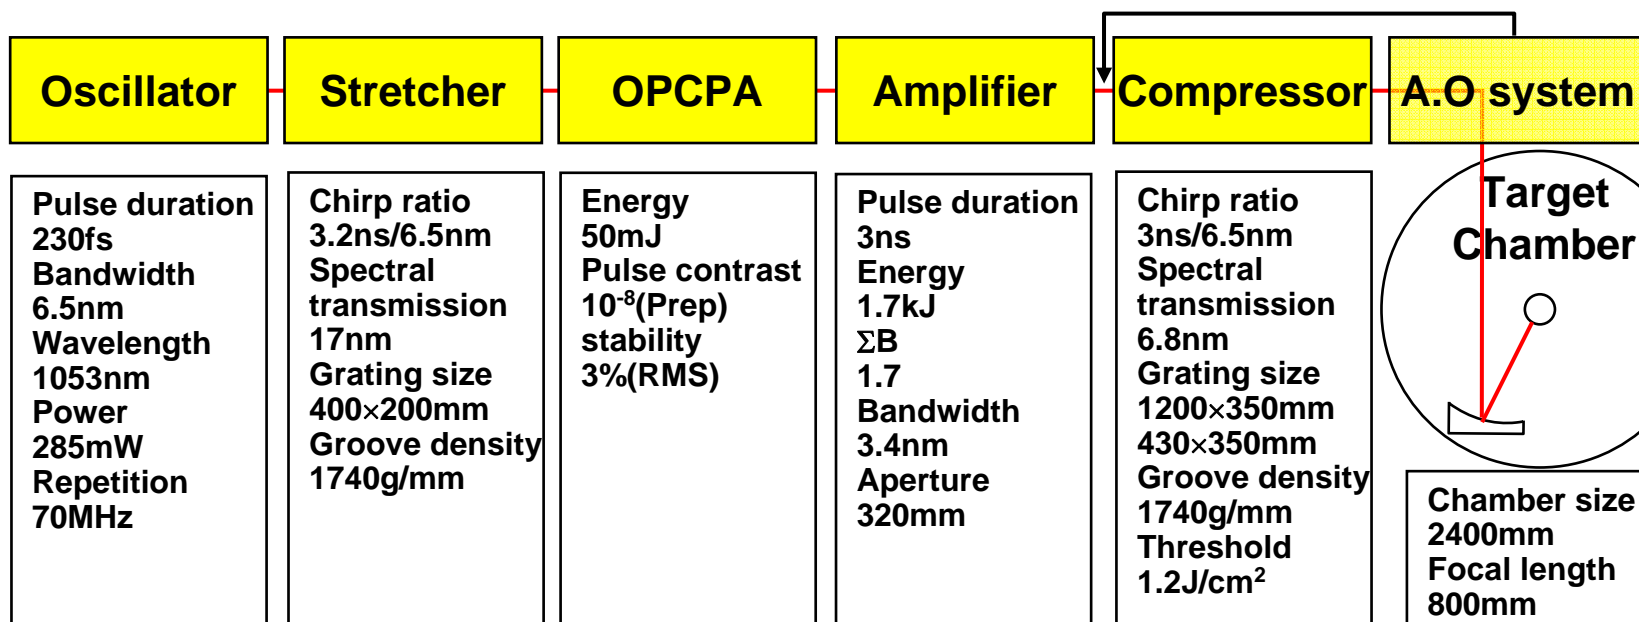 Oscillator
Stretcher
OPCPA
Amplifier
Compressor
A.O system
Pulse duration
230fs
Bandwidth
6.5nm
Wavelength
1053nm
Power
285mW
Repetition
70MHz
Chirp ratio
3.2ns/6.5nm
Spectral
transmission
17nm
Grating size
400×200mm
Groove density
1740g/mm
Energy
50mJ
Pulse contrast
10⁻⁸(Prep)
stability
3%(RMS)
Pulse duration
3ns
Energy
1.7kJ
ΣB
1.7
Bandwidth
3.4nm
Aperture
320mm
Chirp ratio
3ns/6.5nm
Spectral
transmission
6.8nm
Grating size
1200×350mm
430×350mm
Groove density
1740g/mm
Threshold
1.2J/cm²
Target
Chamber
Chamber size
2400mm
Focal length
800mm